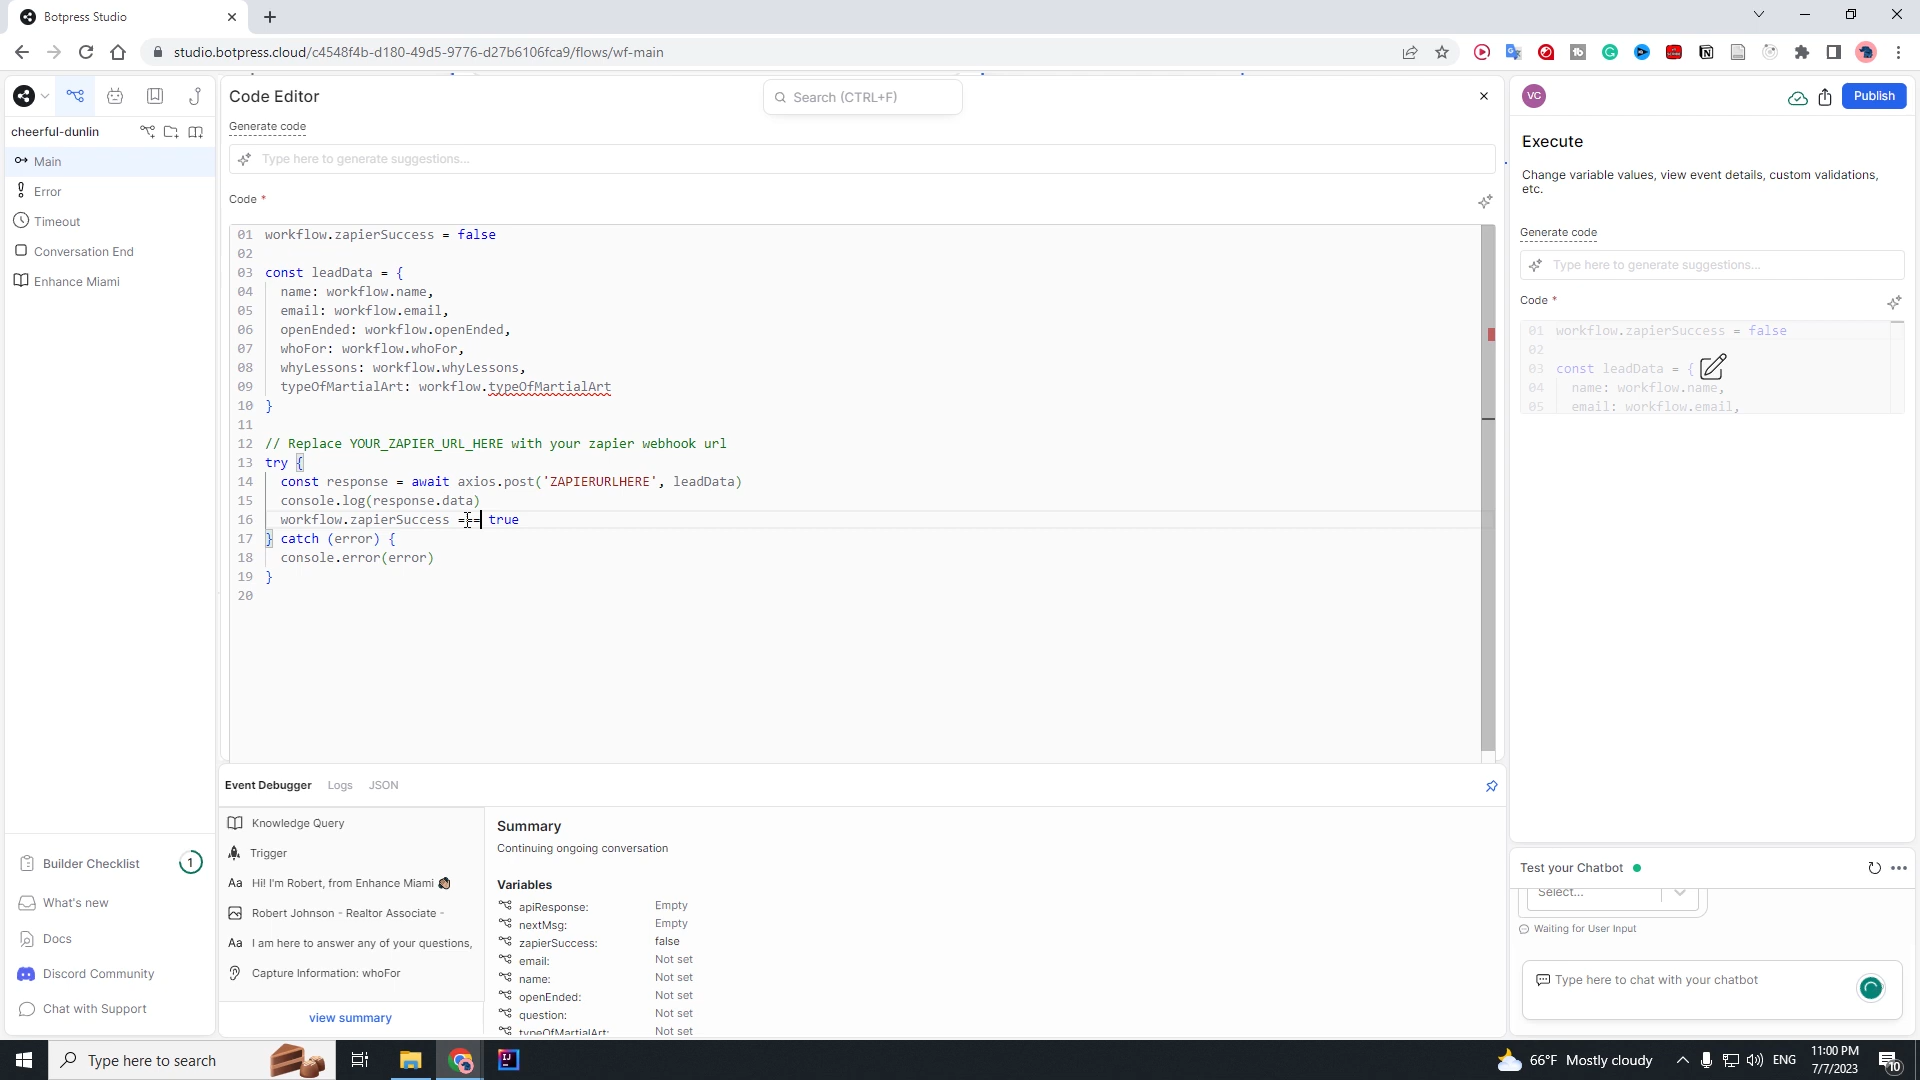 Botpress Studio
studio.botpress.cloud/c4548f4b-d180-49d5-9776-d27b6106fca9/flows/wf-main
cheerful-dunlin
Main
Error
Timeout
Conversation End
Enhance Miami
Builder Checklist
1
What's new
Docs
Discord Community
Chat with Support
Code Editor
Search (CTRL+F)
Generate code
Type here to generate suggestions...
Code *
01 workflow.zapierSuccess = false
02
03 const leadData = {
04 name: workflow.name,
05 email: workflow.email,
06 openEnded: workflow.openEnded,
07 whoFor: workflow.whoFor,
08 whyLessons: workflow.whyLessons,
09 typeOfMartialArt: workflow.typeOfMartialArt
10 }
11
12 // Replace YOUR_ZAPIER_URL_HERE with your zapier webhook url
13 try {
14 const response = await axios.post('ZAPIERURLHERE', leadData)
15 console.log(response.data)
16 workflow.zapierSuccess === true
17 } catch (error) {
18 console.error(error)
19 }
20
Event Debugger Logs JSON
Knowledge Query
Trigger
Aa Hi! I'm Robert, from Enhance Miami
Robert Johnson - Realtor Associate -
Aa I am here to answer any of your questions,
Capture Information: whoFor
view summary
Summary
Continuing ongoing conversation
Variables
apiResponse: Empty
nextMsg: Empty
zapierSuccess: false
email: Not set
name: Not set
openEnded: Not set
question: Not set
typeOfMartialArt: Not set
VC
Publish
Execute
Change variable values, view event details, custom validations,
etc.
Generate code
Type here to generate suggestions...
Code *
01 workflow.zapierSuccess = false
02
03 const leadData = {
04 name: workflow.name,
05 email: workflow.email,
Test your Chatbot
Select...
Waiting for User Input
Type here to chat with your chatbot
Type here to search
66°F Mostly cloudy
ENG
11:00 PM
7/7/2023
10